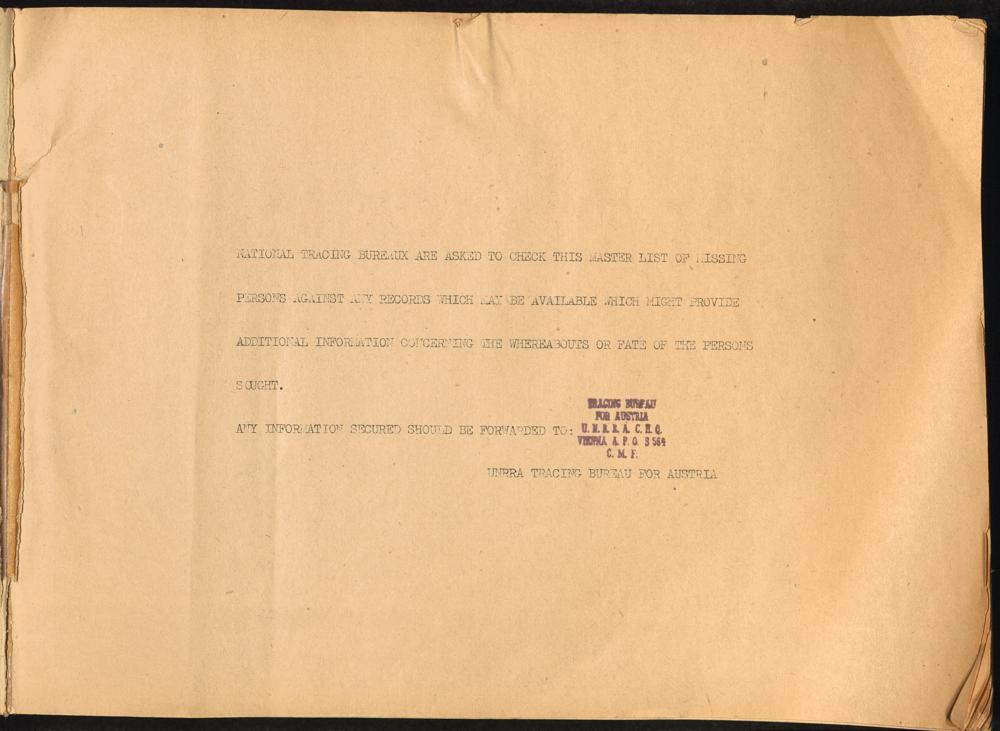 NATIONAL TRACING BUREAUX ARE ASKED TO CHECK THIS MASTER LIST OF MISSING
PERSONS AGAINST ANY RECORDS WHICH MAY BE AVAILABLE WHICH MIGHT PROVIDE
ADDITIONAL INFORMATION CONCERNING THE WHEREABOUTS OR FATE OF THE PERSONS
SOUGHT.
ANY INFORMATION SECURED SHOULD BE FORWARDED TO:
TRACING BUREAU
FOR AUSTRIA
U. N. R. R. A. C. H. Q.
VIENNA A. P. O. S 564
C. M. F.
UNRRA TRACING BUREAU FOR AUSTRIA